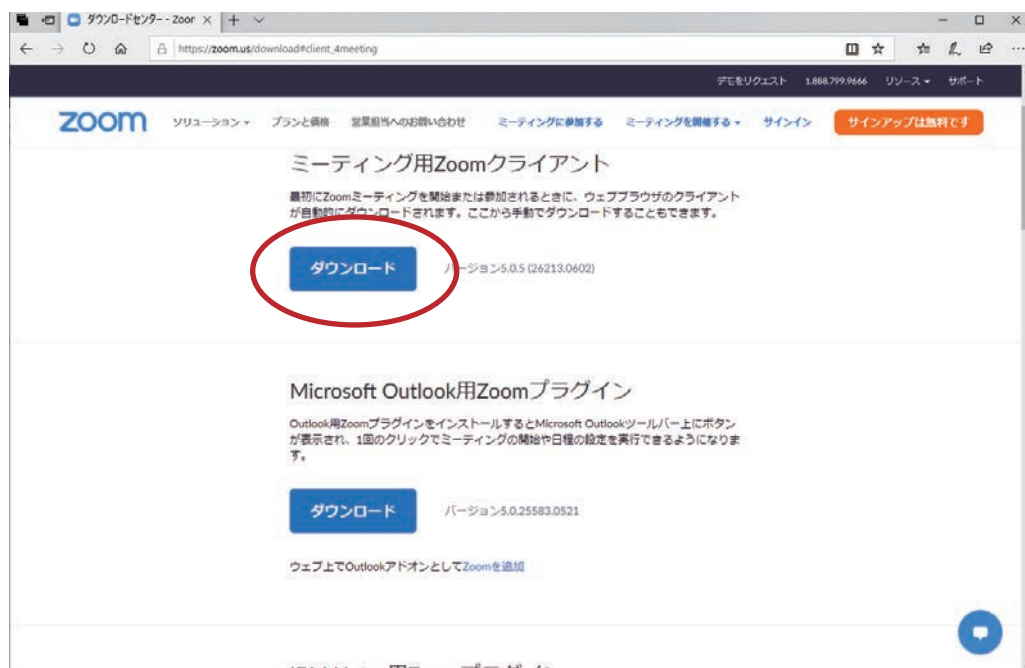 ダウンロードセンター - Zoor
https://zoom.us/download#client_4meeting
デモをリクエスト 1.888.799.9666 リソース サポート
zoom ソリューション プランと価格 営業担当へのお問い合わせ ミーティングに参加する ミーティングを開催する サインイン サインアップは無料です
ミーティング用Zoomクライアント
最初にZoomミーティングを開始または参加されるときに、ウェブブラウザのクライアント
が自動的にダウンロードされます。ここから手動でダウンロードすることもできます。
ダウンロード バージョン5.0.5 (26213.0602)
Microsoft Outlook用Zoomプラグイン
Outlook用ZoomプラグインをインストールするとMicrosoft Outlookツールバー上にボタン
が表示され、1回のクリックでミーティングの開始や日程の設定を実行できるようになりま
す。
ダウンロード バージョン5.0.25583.0521
ウェブ上でOutlookアドオンとしてZoomを追加